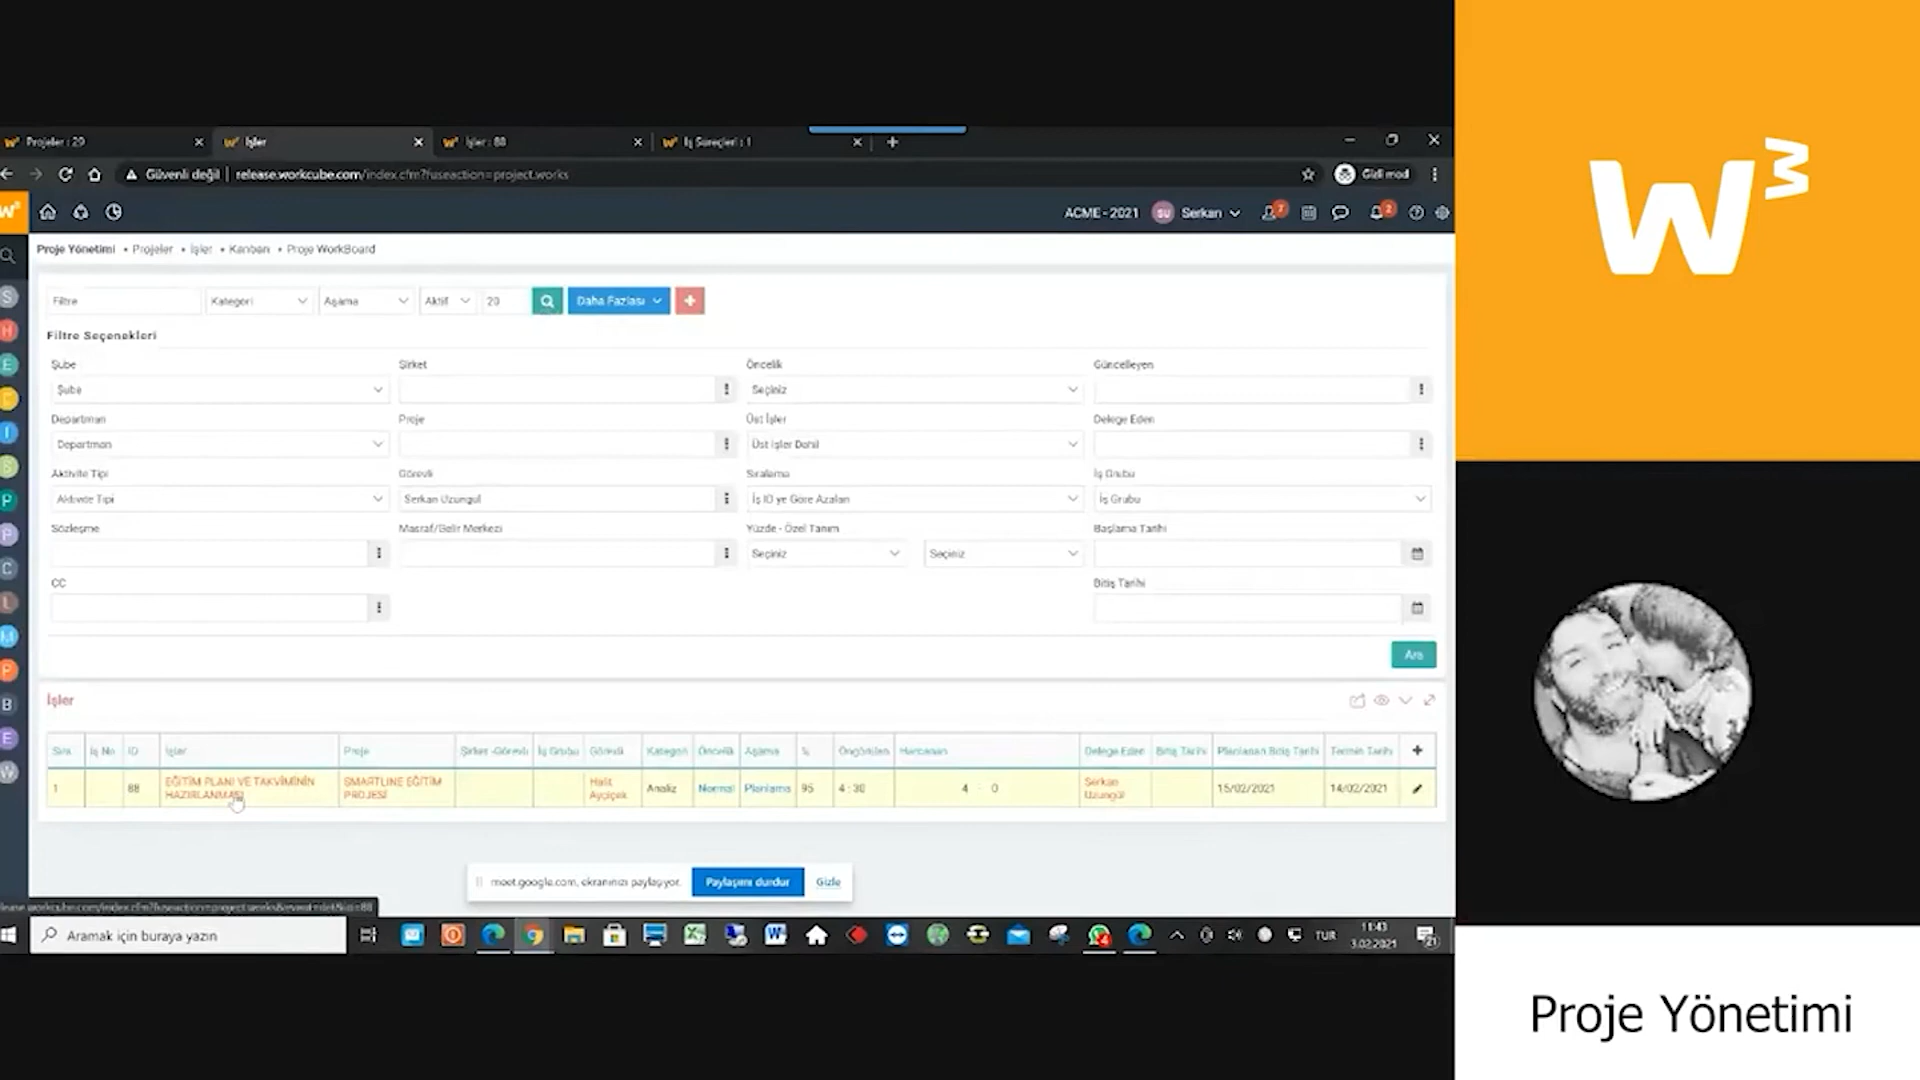 Projeler : 29
İşler
İşler : 88
İş Süreçleri : 1
Güvenli değil
release.workcube.com/index.cfm?fuseaction=project.works
Gizli mod
ACME - 2021
SU
Serkan
7
2
Proje Yönetimi • Projeler • İşler • Kanban • Proje WorkBoard
Filtre
Kategori
Aşama
Aktif
20
Daha Fazlası
Filtre Seçenekleri
Şube
Şirket
Öncelik
Güncelleyen
Şube
Seçiniz
Departman
Proje
Üst İşler
Delege Eden
Departman
Üst İşler Dahil
Aktivite Tipi
Görevli
Sıralama
İş Grubu
Aktivite Tipi
Serkan Uzungul
İş ID ye Göre Azalan
İş Grubu
Sözleşme
Masraf/Gelir Merkezi
Yüzde - Özel Tanım
Başlama Tarihi
Seçiniz
Seçiniz
CC
Bitiş Tarihi
Ara
İşler
Sıra İş No ID İşler Proje Şirket - Görevli İş Grubu Görevli Kategori Öncelik Aşama % Öngörülen Harcanan Delege Eden Bitiş Tarihi Planlanan Bitiş Tarihi Termin Tarihi
1 88 EĞİTİM PLANI VE TAKVİMİNİN HAZIRLANMASI SMARTLINE EĞİTİM PROJESİ Halit Ayçiçek Analiz Normal Planlama 95 4 : 30 4 0 Serkan Uzungül 15/02/2021 14/02/2021
meet.google.com, ekranınızı paylaşıyor.
Paylaşımı durdur
Gizle
Aramak için buraya yazın
TUR
11:43
3.02.2021
21
W3
Proje Yönetimi